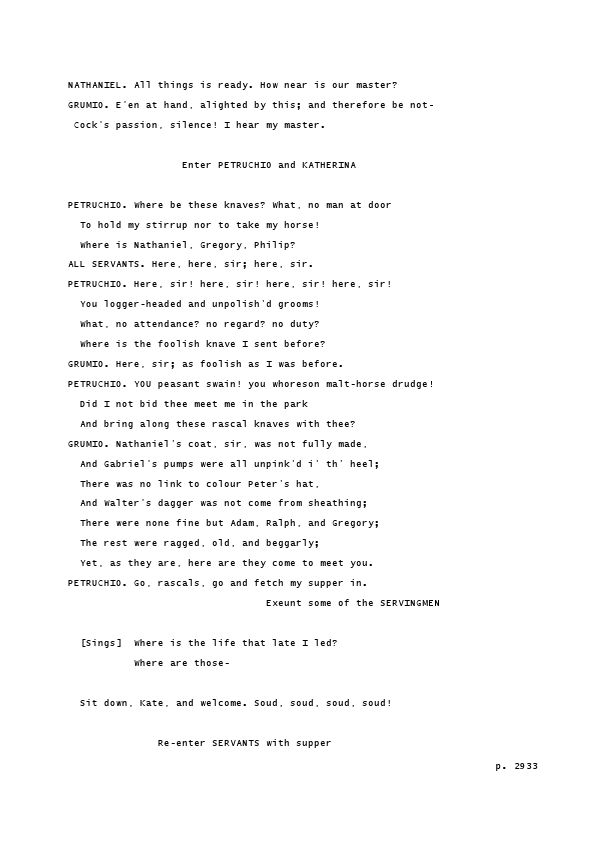 NATHANIEL. All things is ready. How near is our master?
GRUMIO. E'en at hand, alighted by this; and therefore be not-
Cock's passion, silence! I hear my master.
Enter PETRUCHIO and KATHERINA
PETRUCHIO. Where be these knaves? What, no man at door
To hold my stirrup nor to take my horse!
Where is Nathaniel, Gregory, Philip?
ALL SERVANTS. Here, here, sir; here, sir.
PETRUCHIO. Here, sir! here, sir! here, sir! here, sir!
You logger-headed and unpolish'd grooms!
What, no attendance? no regard? no duty?
Where is the foolish knave I sent before?
GRUMIO. Here, sir; as foolish as I was before.
PETRUCHIO. YOU peasant swain! you whoreson malt-horse drudge!
Did I not bid thee meet me in the park
And bring along these rascal knaves with thee?
GRUMIO. Nathaniel's coat, sir, was not fully made,
And Gabriel's pumps were all unpink'd i' th' heel;
There was no link to colour Peter's hat,
And Walter's dagger was not come from sheathing;
There were none fine but Adam, Ralph, and Gregory;
The rest were ragged, old, and beggarly;
Yet, as they are, here are they come to meet you.
PETRUCHIO. Go, rascals, go and fetch my supper in.
Exeunt some of the SERVINGMEN
[Sings] Where is the life that late I led?
Where are those-
Sit down, Kate, and welcome. Soud, soud, soud, soud!
Re-enter SERVANTS with supper
p. 2933